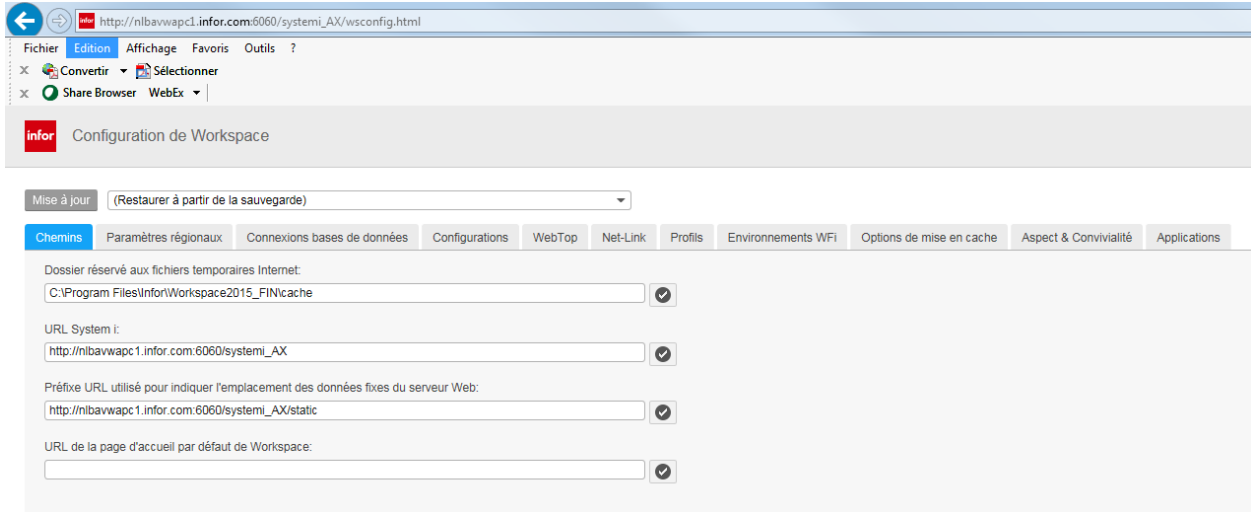 http://nlbavwapc1.infor.com:6060/systemi_AX/wsconfig.html
Fichier Edition Affichage Favoris Outils ?
x Convertir Sélectionner
x Share Browser WebEx
infor Configuration de Workspace
Mise à jour (Restaurer à partir de la sauvegarde)
Chemins Paramètres régionaux Connexions bases de données Configurations WebTop Net-Link Profils Environnements WFi Options de mise en cache Aspect & Convivialité Applications
Dossier réservé aux fichiers temporaires Internet:
C:\Program Files\Infor\Workspace2015_FIN\cache
URL System i:
http://nlbavwapc1.infor.com:6060/systemi_AX
Préfixe URL utilisé pour indiquer l'emplacement des données fixes du serveur Web:
http://nlbavwapc1.infor.com:6060/systemi_AX/static
URL de la page d'accueil par défaut de Workspace: